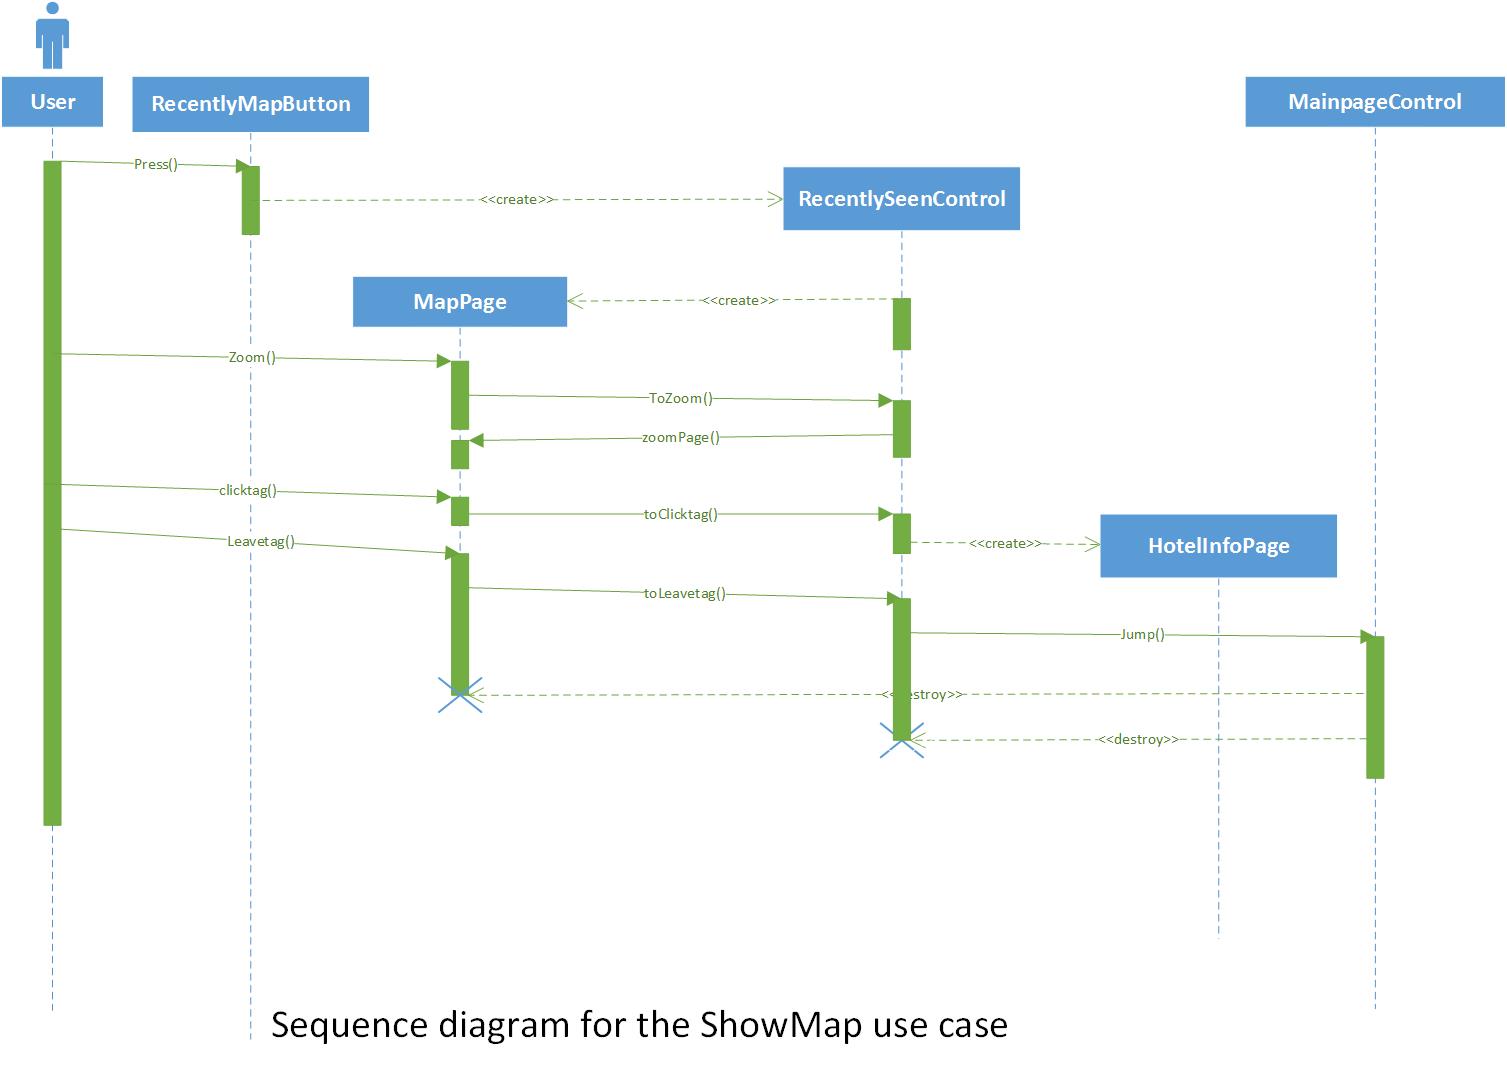 User
RecentlyMapButton
MainpageControl
Press()
<<create>>
RecentlySeenControl
MapPage
<<create>>
Zoom()
ToZoom()
zoomPage()
clicktag()
toClicktag()
Leavetag()
<<create>>
HotelInfoPage
toLeavetag()
Jump()
<<destroy>>
<<destroy>>
Sequence diagram for the ShowMap use case